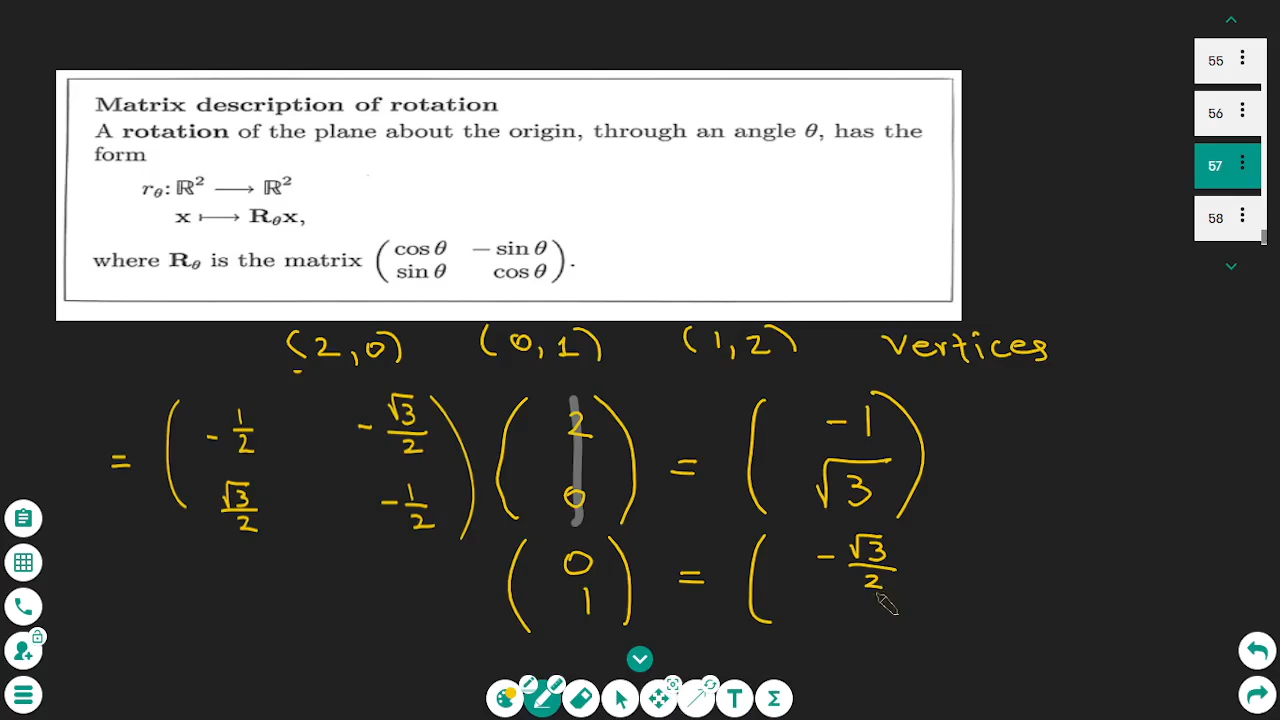 Matrix description of rotation
A rotation of the plane about the origin, through an angle θ, has the
form
r_θ: ℝ² ⟶ ℝ²
x ⟼ R_θx,
where R_θ is the matrix (cos θ  − sin θ
sin θ  cos θ).
(2,0)  (0,1)  (1,2)  vertices
= (-1/2  -√3/2
√3/2  -1/2) (2
0) = (-1
√3)
(0
1) = (-√3/2
55
56
57
58
T
Σ